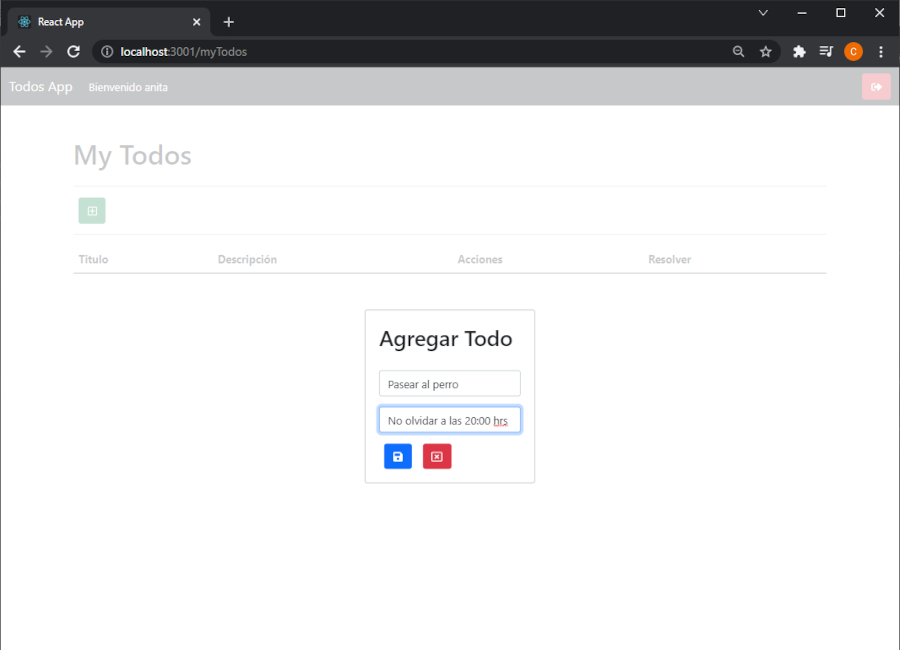 React App
localhost:3001/myTodos
C
Todos App Bienvenido anita
My Todos
Titulo Descripción Acciones Resolver
Agregar Todo
Pasear al perro
No olvidar a las 20:00 hrs